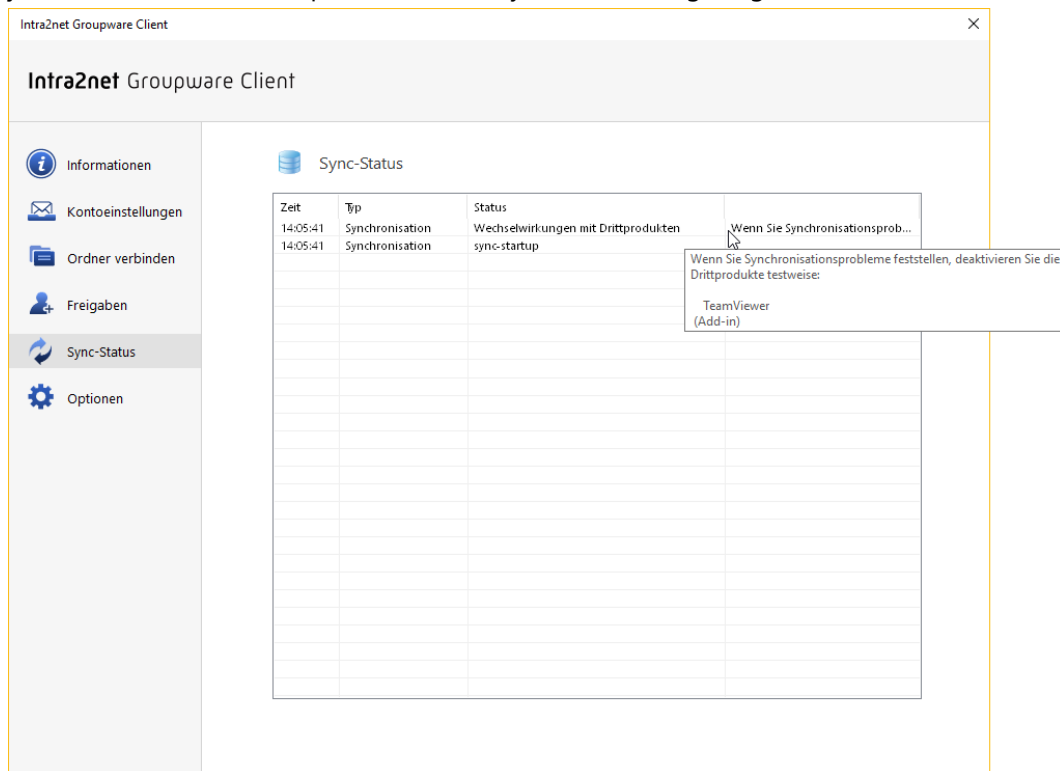 Intra2net Groupware Client
Intra2net Groupware Client
Informationen
Kontoeinstellungen
Ordner verbinden
Freigaben
Sync-Status
Optionen
Sync-Status
Zeit Typ Status
14:05:41 Synchronisation Wechselwirkungen mit Drittprodukten Wenn Sie Synchronisationsprob...
14:05:41 Synchronisation sync-startup
Wenn Sie Synchronisationsprobleme feststellen, deaktivieren Sie die
Drittprodukte testweise:
TeamViewer
(Add-in)